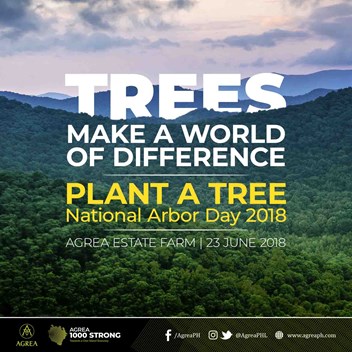 TREES
MAKE A WORLD
OF DIFFERENCE
PLANT A TREE
National Arbor Day 2018
AGREA ESTATE FARM | 23 JUNE 2018
AGREA
AGREA
1000 STRONG
/AgreaPH
@AgreaPHL
www.agreaph.com